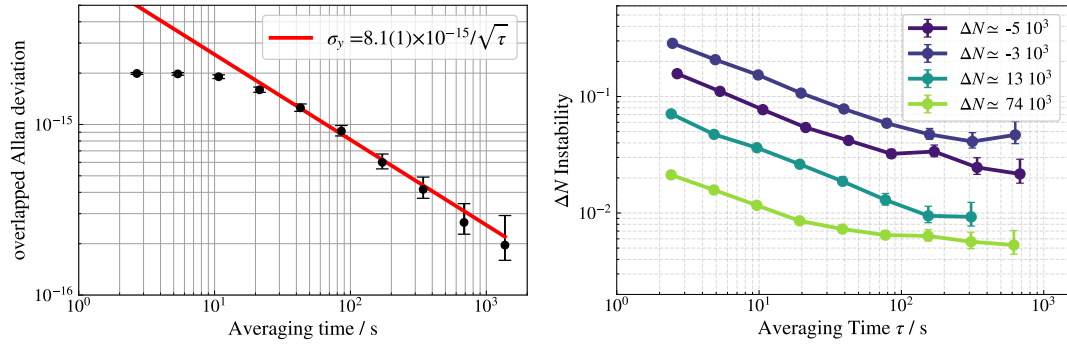 overlapped Allan deviation
10⁻¹⁵
10⁻¹⁶
10⁰
10¹
10²
10³
Averaging time / s
σ_y =8.1(1)×10⁻¹⁵/√τ
ΔN Instability
10⁻¹
10⁻²
10⁰
10¹
10²
10³
Averaging Time τ / s
ΔN ≃ -5 10³
ΔN ≃ -3 10³
ΔN ≃ 13 10³
ΔN ≃ 74 10³